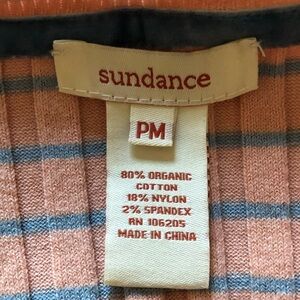 sundance
PM
80% ORGANIC
COTTON
18% NYLON
2% SPANDEX
RN 106205
MADE IN CHINA